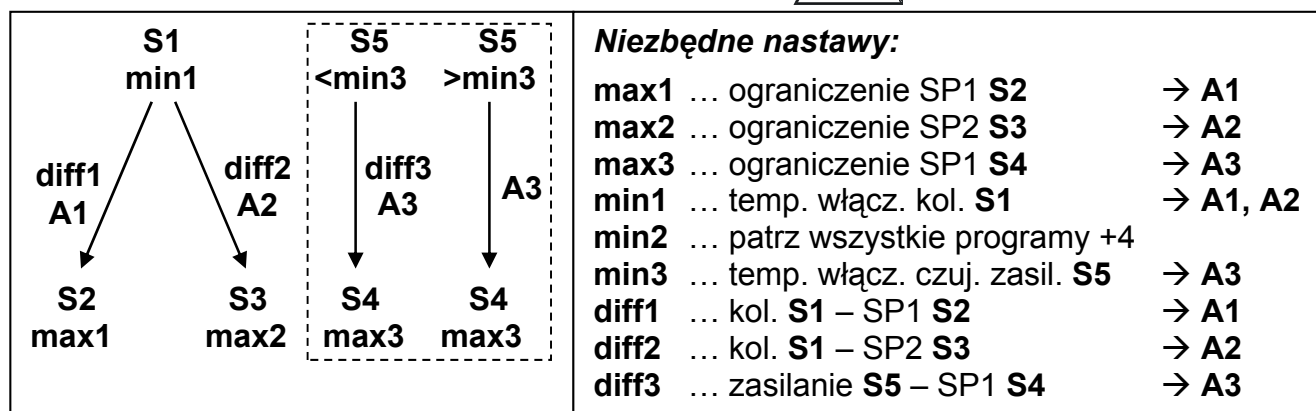 S1
min1
S5
<min3
S5
>min3
diff1
A1
diff2
A2
diff3
A3
A3
S2
max1
S3
max2
S4
max3
S4
max3
Niezbędne nastawy:
max1 … ograniczenie SP1 S2 → A1
max2 … ograniczenie SP2 S3 → A2
max3 … ograniczenie SP1 S4 → A3
min1 … temp. włącz. kol. S1 → A1, A2
min2 … patrz wszystkie programy +4
min3 … temp. włącz. czuj. zasil. S5 → A3
diff1 … kol. S1 – SP1 S2 → A1
diff2 … kol. S1 – SP2 S3 → A2
diff3 … zasilanie S5 – SP1 S4 → A3